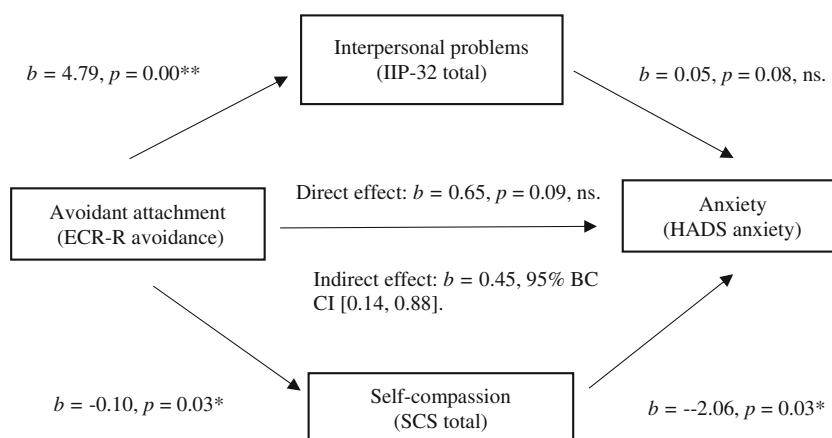 Interpersonal problems
(IIP-32 total)
b = 4.79, p = 0.00**
b = 0.05, p = 0.08, ns.
Avoidant attachment
(ECR-R avoidance)
Direct effect: b = 0.65, p = 0.09, ns.
Anxiety
(HADS anxiety)
Indirect effect: b = 0.45, 95% BC
CI [0.14, 0.88].
b = -0.10, p = 0.03*
Self-compassion
(SCS total)
b = --2.06, p = 0.03*